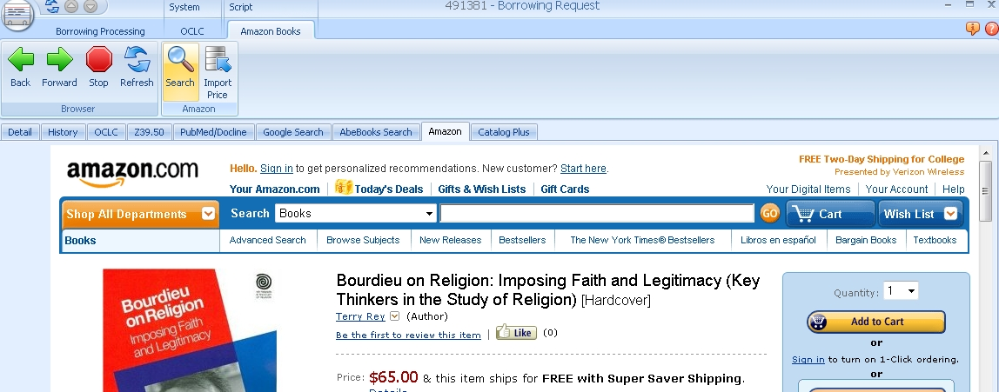 System Script 491381 - Borrowing Request
Borrowing Processing OCLC Amazon Books
Back Forward Stop Refresh Search Import Price
Browser Amazon
Detail History OCLC Z39.50 PubMed/Docline Google Search AbeBooks Search Amazon Catalog Plus
amazon.com
Hello. Sign in to get personalized recommendations. New customer? Start here.
FREE Two-Day Shipping for College
Presented by Verizon Wireless
Your Amazon.com Today's Deals Gifts & Wish Lists Gift Cards Your Digital Items Your Account Help
Shop All Departments Search Books GO Cart Wish List
Books Advanced Search Browse Subjects New Releases Bestsellers The New York Times® Bestsellers Libros en español Bargain Books Textbooks
Bourdieu
on Religion
Imposing Faith
and Legitimacy
Bourdieu on Religion: Imposing Faith and Legitimacy (Key
Thinkers in the Study of Religion) [Hardcover]
Terry Rey (Author)
Be the first to review this item | Like (0)
Price: $65.00 & this item ships for FREE with Super Saver Shipping.
Details
Quantity: 1
Add to Cart
or
Sign in to turn on 1-Click ordering.
or